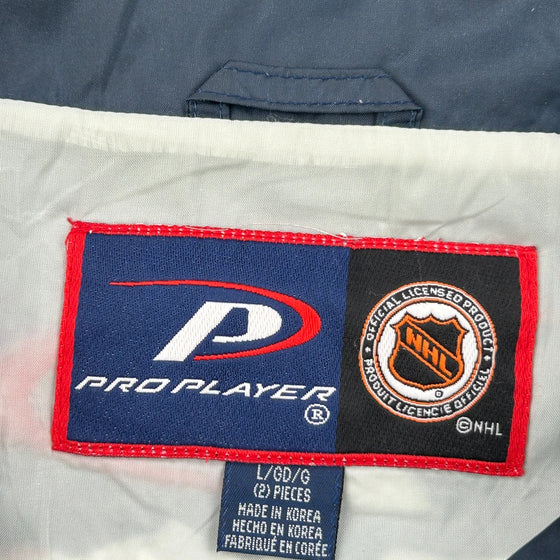 P
PRO PLAYER
®
OFFICIAL LICENSED PRODUCT
NHL
PRODUIT LICENCIÉ OFFICIEL
©NHL
L/GD/G
(2) PIECES
MADE IN KOREA
HECHO EN KOREA
FABRIQUÉ EN CORÉE